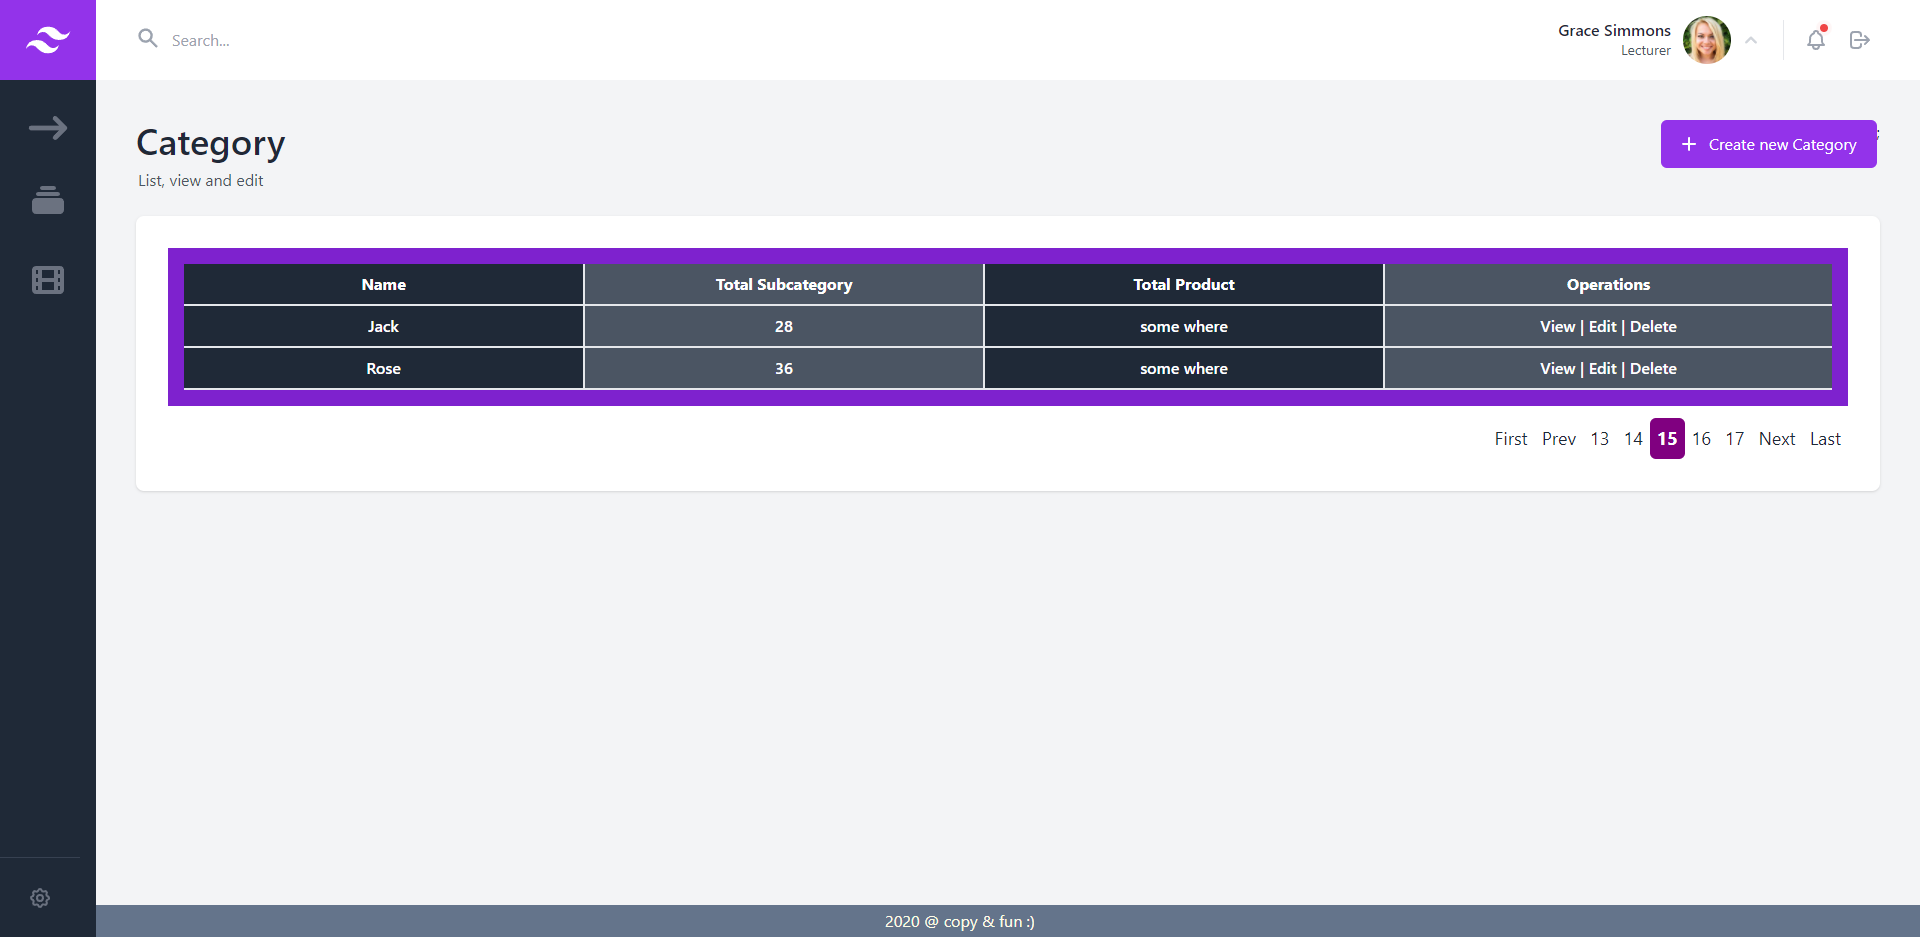 Search...
Grace Simmons
Lecturer
Category
List, view and edit
Create new Category
;
Name Total Subcategory Total Product Operations
Jack 28 some where View | Edit | Delete
Rose 36 some where View | Edit | Delete
First Prev 13 14 15 16 17 Next Last
2020 @ copy & fun :)